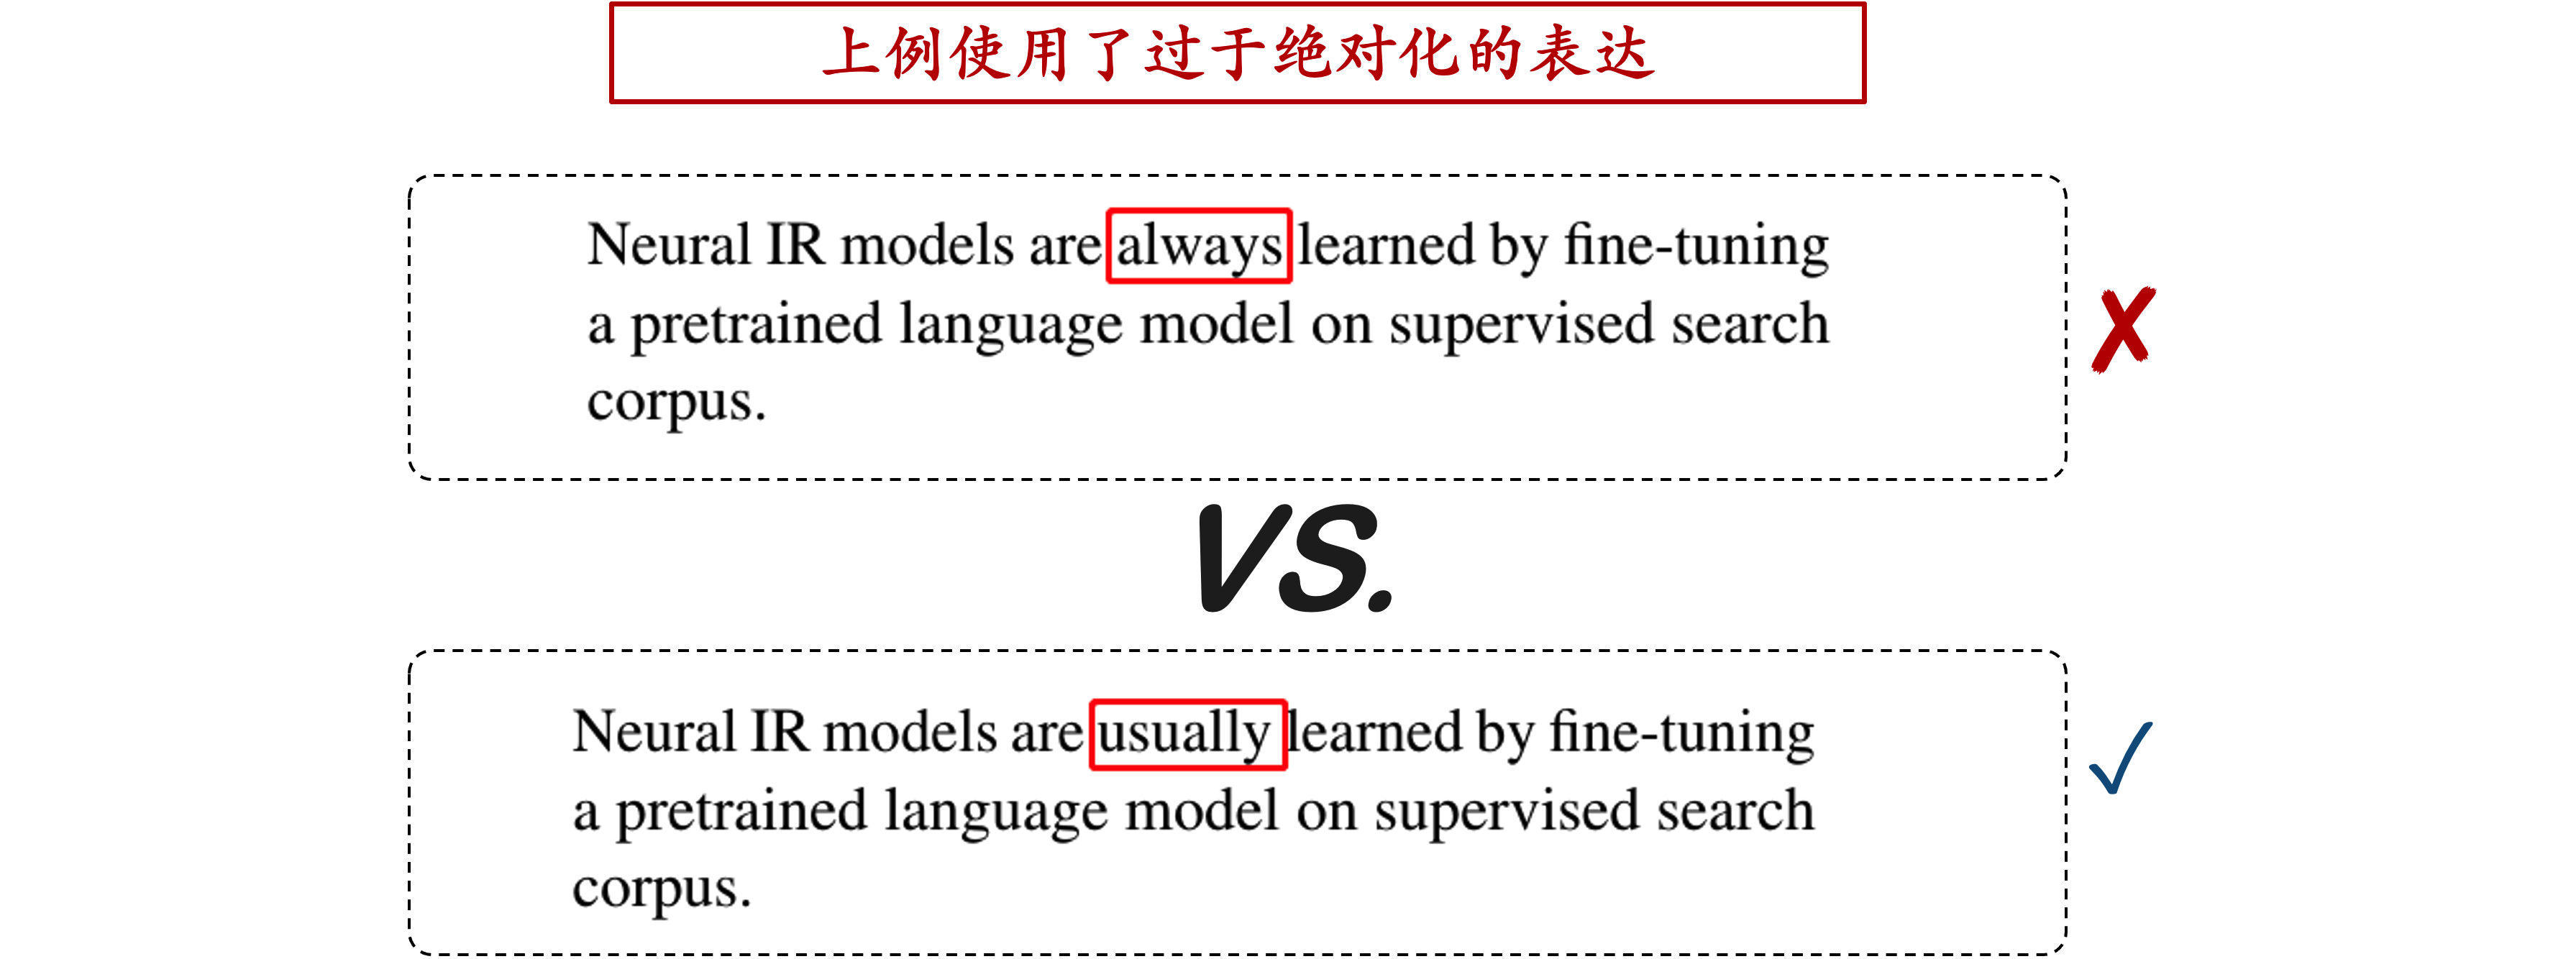 上例使用了过于绝对化的表达
Neural IR models are always learned by fine-tuning
a pretrained language model on supervised search
corpus.
✗
VS.
Neural IR models are usually learned by fine-tuning
a pretrained language model on supervised search
corpus.
✓